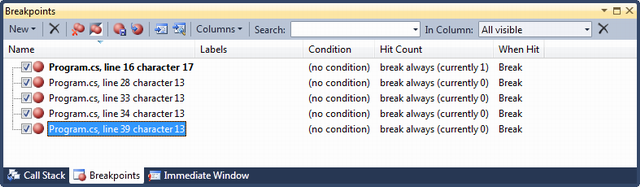 Breakpoints
New Columns Search: In Column: All visible
Name Labels Condition Hit Count When Hit
Program.cs, line 16 character 17 (no condition) break always (currently 1) Break
Program.cs, line 28 character 13 (no condition) break always (currently 0) Break
Program.cs, line 33 character 13 (no condition) break always (currently 0) Break
Program.cs, line 34 character 13 (no condition) break always (currently 0) Break
Program.cs, line 39 character 13 (no condition) break always (currently 0) Break
Call Stack Breakpoints Immediate Window